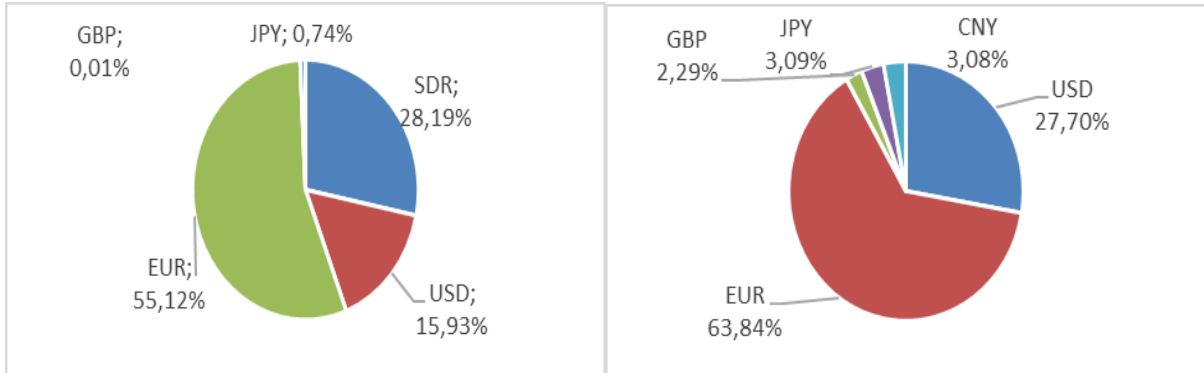 GBP;
0,01%
JPY; 0,74%
SDR;
28,19%
EUR;
55,12%
USD;
15,93%
GBP
2,29%
JPY
3,09%
CNY
3,08%
USD
27,70%
EUR
63,84%